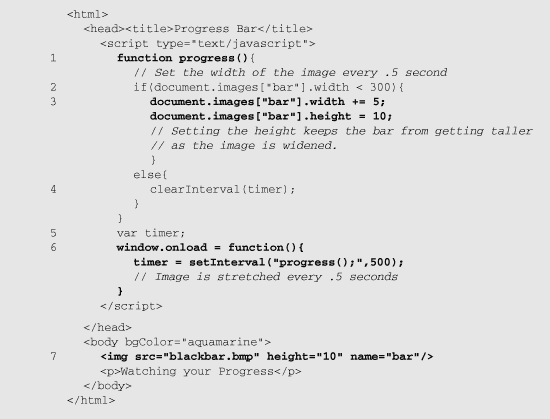 <html>
<head><title>Progress Bar</title>
<script type="text/javascript">
1 function progress(){
// Set the width of the image every .5 second
2 if(document.images["bar"].width < 300){
3 document.images["bar"].width += 5;
document.images["bar"].height = 10;
// Setting the height keeps the bar from getting taller
// as the image is widened.
}
else{
4 clearInterval(timer);
}
}
5 var timer;
6 window.onload = function(){
timer = setInterval("progress();",500);
// Image is stretched every .5 seconds
}
</script>
</head>
<body bgColor="aquamarine">
7 <img src="blackbar.bmp" height="10" name="bar"/>
<p>Watching your Progress</p>
</body>
</html>